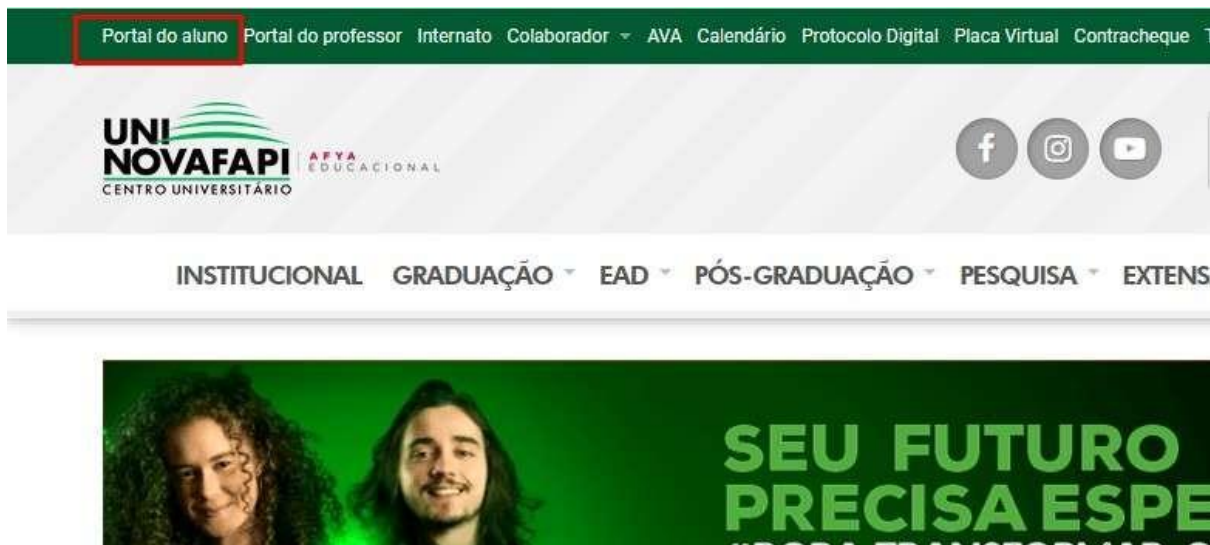 Portal do aluno Portal do professor Internato Colaborador AVA Calendário Protocolo Digital Placa Virtual Contracheque
UNI
NOVAFAPI
CENTRO UNIVERSITÁRIO
AFYA
EDUCACIONAL
INSTITUCIONAL GRADUAÇÃO EAD PÓS-GRADUAÇÃO PESQUISA EXTENS
SEU FUTURO
PRECISA ESPE